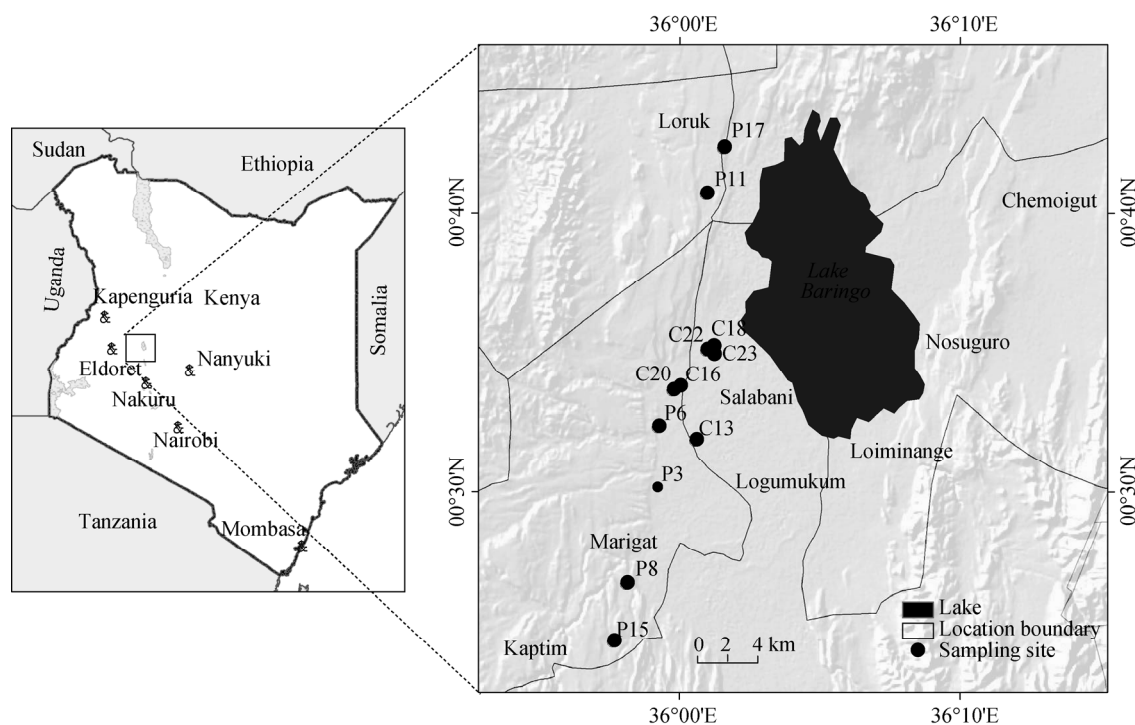 Sudan
Ethiopia
Uganda
Kapenguria
Kenya
Somalia
&
&
Eldoret
Nanyuki
&
&
Nakuru
Nairobi
&
Tanzania
Mombasa
&
36°00'E
36°10'E
Loruk
P17
P11
Chemoigut
00°40'N
00°40'N
Lake
Baringo
C18
C22
C23
Nosuguro
C20
C16
Salabani
P6
C13
Loiminange
P3
Logumukum
00°30'N
00°30'N
Marigat
P8
P15
Kaptim
0 2 4 km
Lake
Location boundary
Sampling site
36°00'E
36°10'E